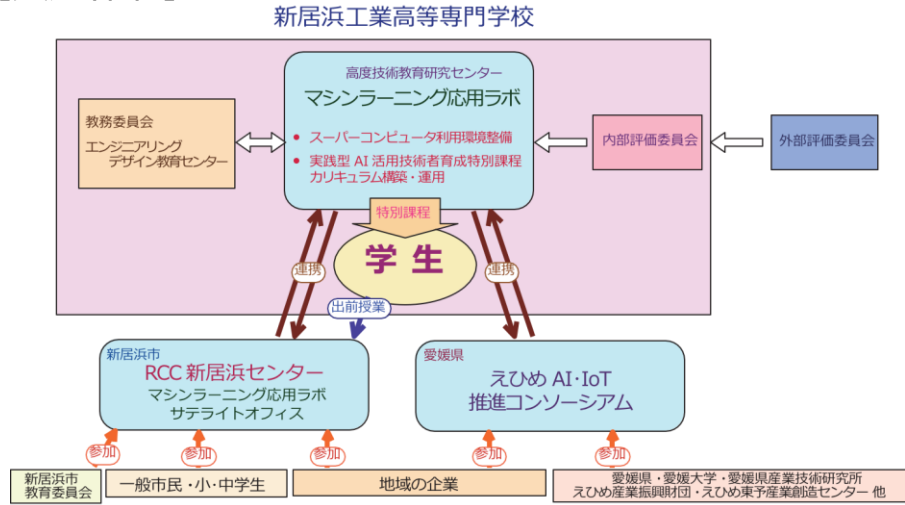 新居浜工業高等専門学校
高度技術教育研究センター
マシンラーニング応用ラボ
• スーパーコンピュータ利用環境整備
• 実践型 AI 活用技術者育成特別課程
カリキュラム構築・運用
教務委員会
エンジニアリング
デザイン教育センター
内部評価委員会
外部評価委員会
特別課程
学生
連携
連携
出前授業
新居浜市
RCC 新居浜センター
マシンラーニング応用ラボ
サテライトオフィス
愛媛県
えひめ AI・IoT
推進コンソーシアム
参加
参加
参加
参加
参加
新居浜市
教育委員会
一般市民・小・中学生
地域の企業
愛媛県・愛媛大学・愛媛県産業技術研究所
えひめ産業振興財団・えひめ東予産業創造センター 他